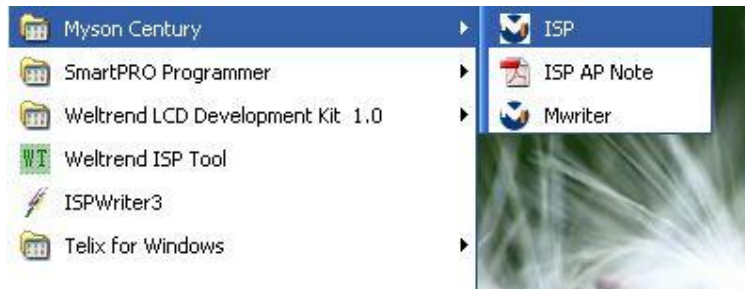 Myson Century
SmartPRO Programmer
Weltrend LCD Development Kit 1.0
WT Weltrend ISP Tool
ISPWriter3
Telix for Windows
ISP
ISP AP Note
Mwriter